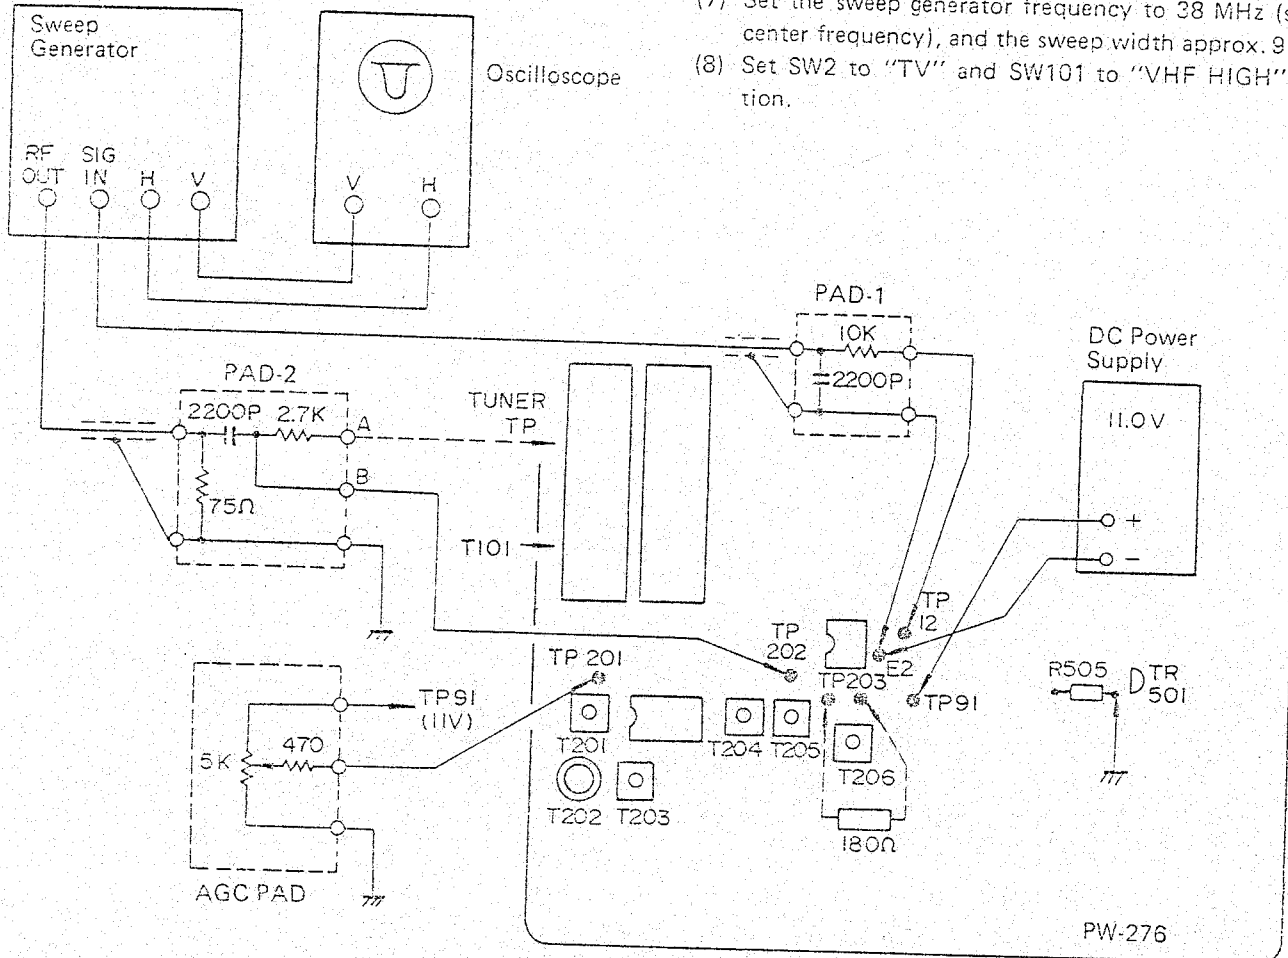 (7) Set the sweep generator frequency to 38 MHz
center frequency), and the sweep width approx. 9
(8) Set SW2 to "TV" and SW101 to "VHF HIGH"
tion.
Sweep
Generator
RF
OUT
SIG
IN
H
V
Oscilloscope
V
H
PAD-1
10K
2200P
DC Power
Supply
11.0V
+
−
PAD-2
2200P
2.7K
A
B
75Ω
TUNER
TP
T101
TP
12
E2
TP
202
TP203
TP91
TP 201
T201
T204
T205
T206
T202
T203
180Ω
R505
TR
501
TP91
(11V)
5K
470
AGC PAD
PW-276